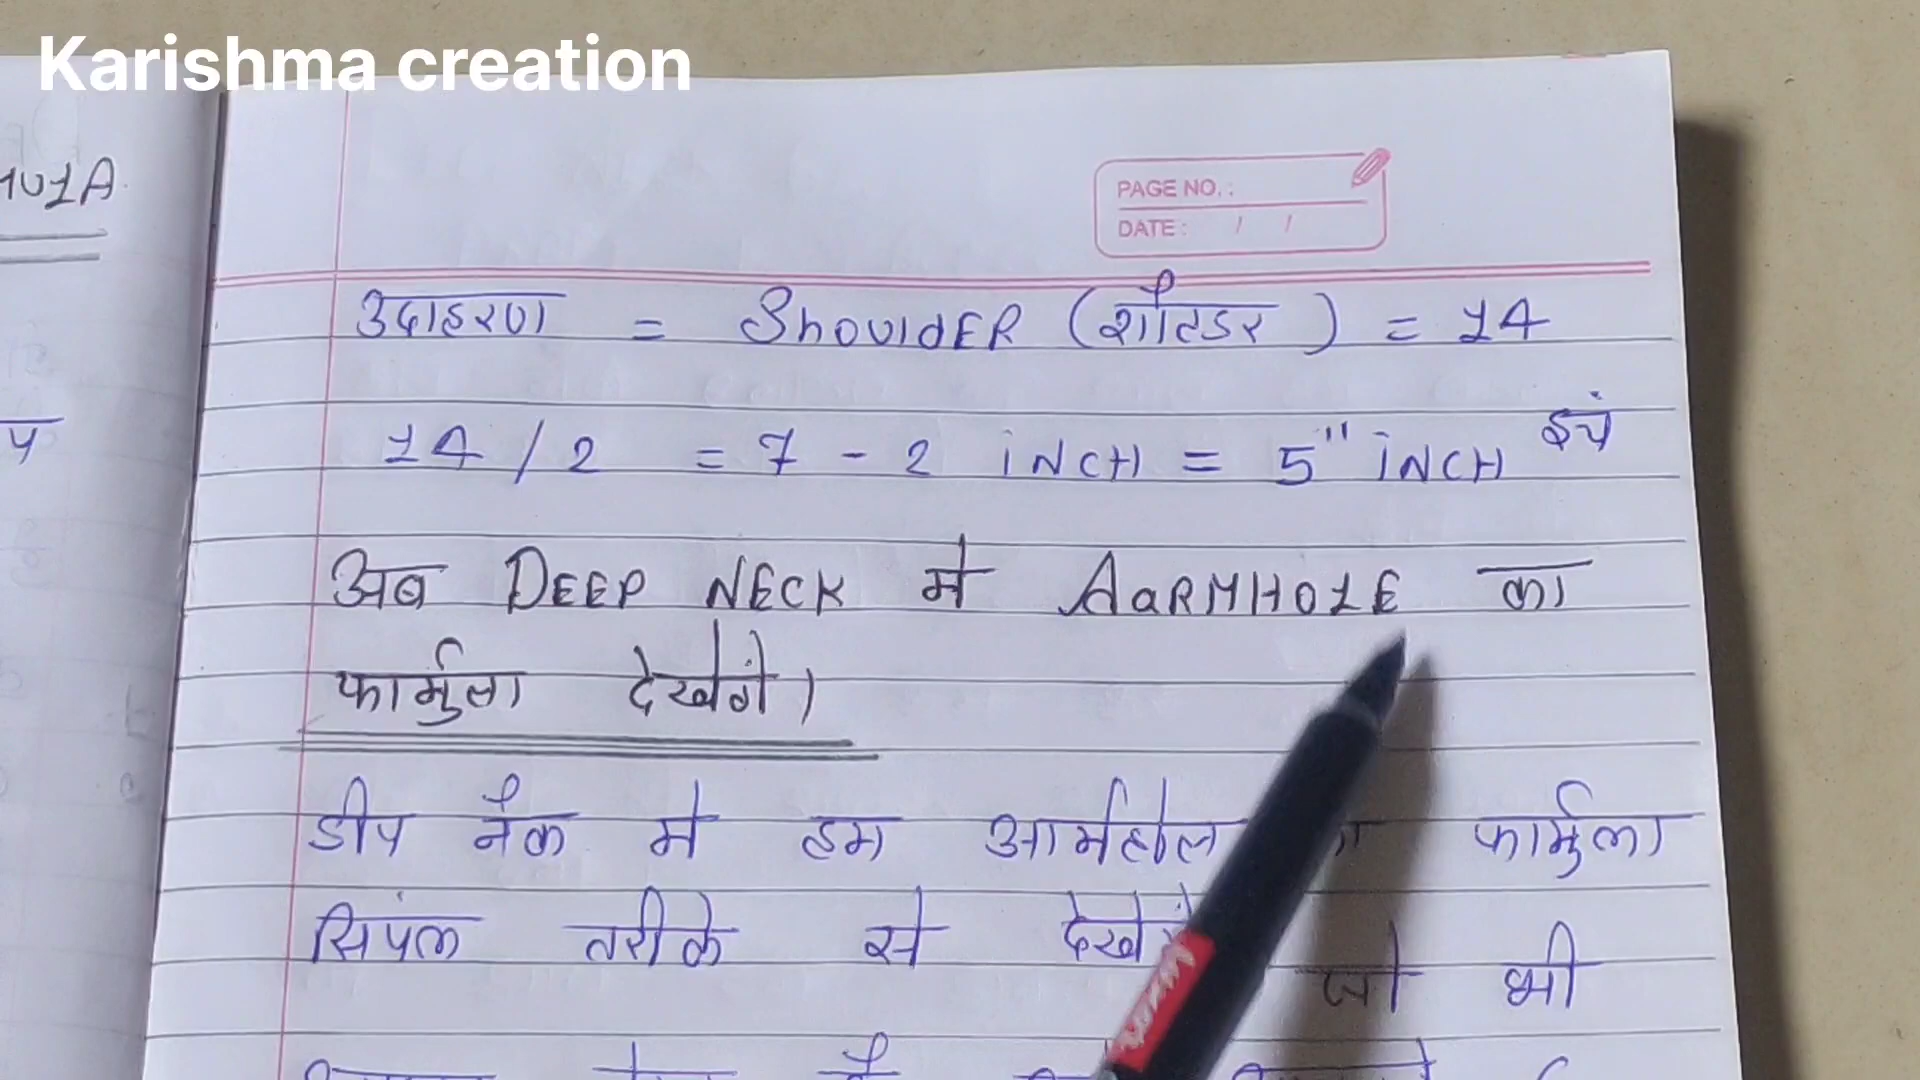 Karishma creation
PAGE NO. :
DATE : / /
उदाहरण = ShoulDER (शौल्डर) = 14
14 / 2 = 7 - 2 iNCH = 5" iNCH इंच
अब DEEP NECK मे AaRMHOLE का
फार्मुला देखेंगे।
डीप नैक मे हम आर्महोल फार्मुला
सिंपल तरीके से देखेंगे जो भी